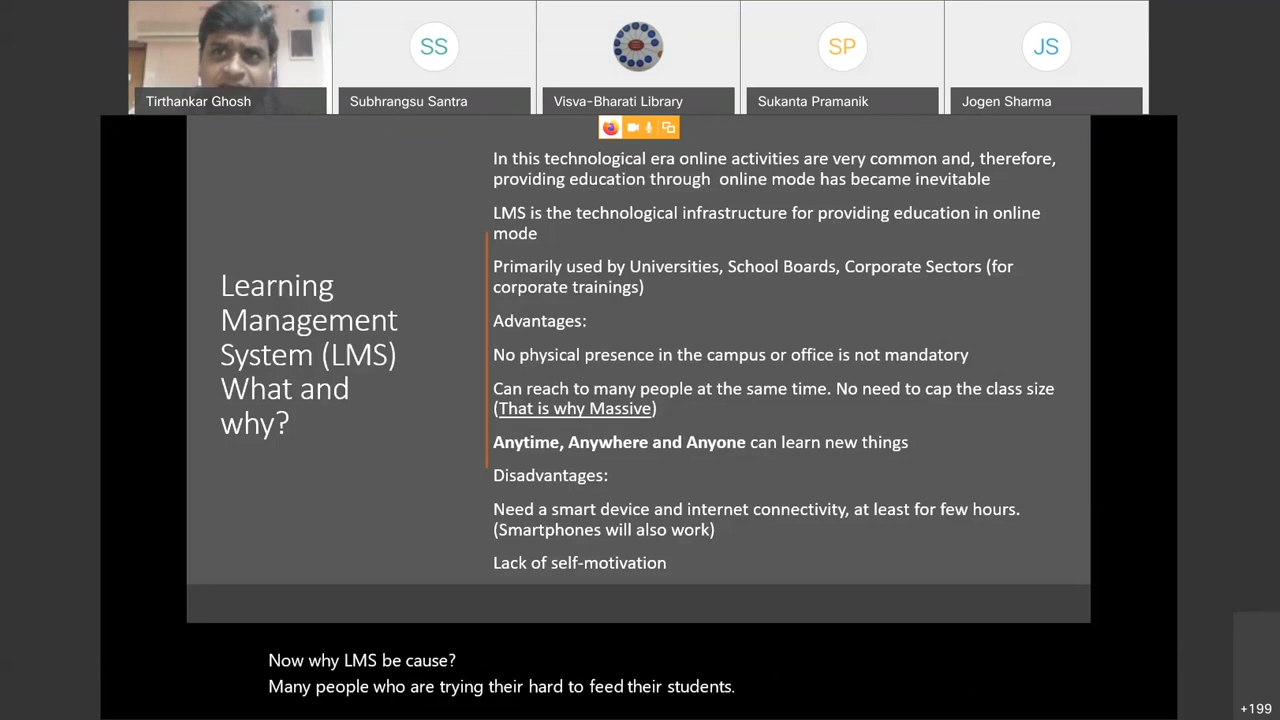 SS
SP
JS
Tirthankar Ghosh
Subhrangsu Santra
Visva-Bharati Library
Sukanta Pramanik
Jogen Sharma
Learning
Management
System (LMS)
What and
why?
In this technological era online activities are very common and, therefore,
providing education through online mode has became inevitable
LMS is the technological infrastructure for providing education in online
mode
Primarily used by Universities, School Boards, Corporate Sectors (for
corporate trainings)
Advantages:
No physical presence in the campus or office is not mandatory
Can reach to many people at the same time. No need to cap the class size
(That is why Massive)
Anytime, Anywhere and Anyone can learn new things
Disadvantages:
Need a smart device and internet connectivity, at least for few hours.
(Smartphones will also work)
Lack of self-motivation
Now why LMS be cause?
Many people who are trying their hard to feed their students.
+199